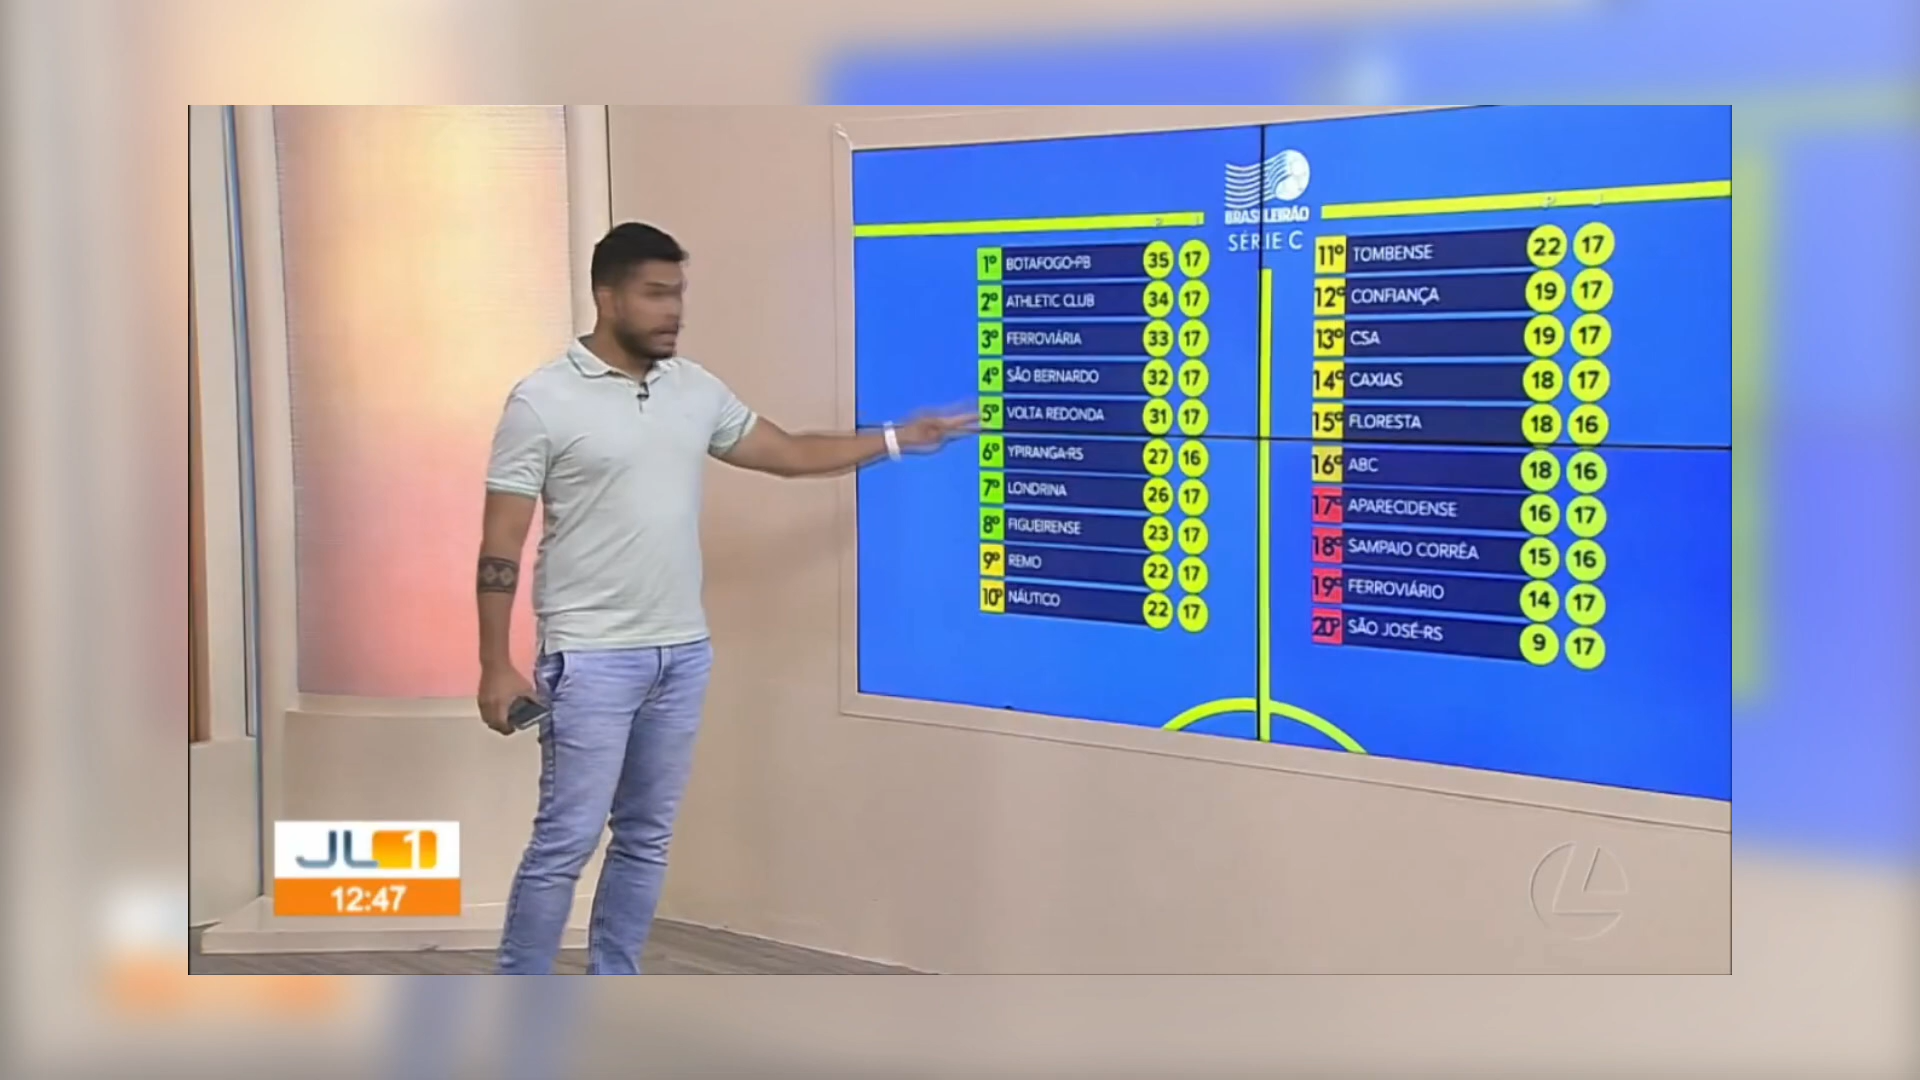 BRASILEIRÃO
SÉRIE C
P J
1º BOTAFOGO-PB 35 17
2º ATHLETIC CLUB 34 17
3º FERROVIÁRIA 33 17
4º SÃO BERNARDO 32 17
5º VOLTA REDONDA 31 17
6º YPIRANGA-RS 27 16
7º LONDRINA 26 17
8º FIGUEIRENSE 23 17
9º REMO 22 17
10º NÁUTICO 22 17
P J
11º TOMBENSE 22 17
12º CONFIANÇA 19 17
13º CSA 19 17
14º CAXIAS 18 17
15º FLORESTA 18 16
16º ABC 18 16
17º APARECIDENSE 16 17
18º SAMPAIO CORRÊA 15 16
19º FERROVIÁRIO 14 17
20º SÃO JOSÉ-RS 9 17
JL1
12:47